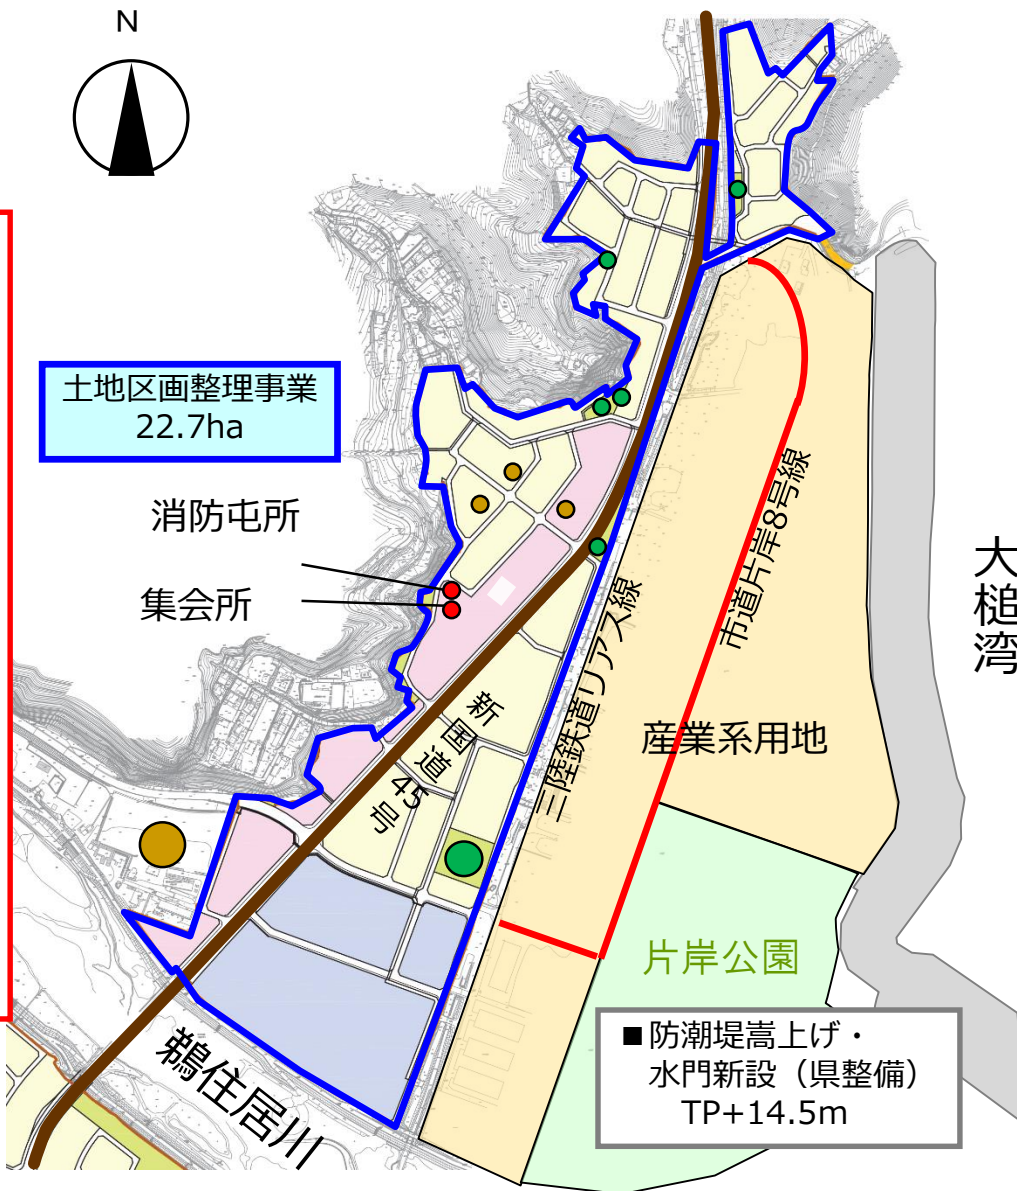 N
土地区画整理事業
22.7ha
消防屯所
集会所
市道片岸8号線
三陸鉄道リアス線
大槌湾
新国道45号
産業系用地
片岸公園
鵜住居川
■防潮堤嵩上げ・
水門新設（県整備）
TP+14.5m